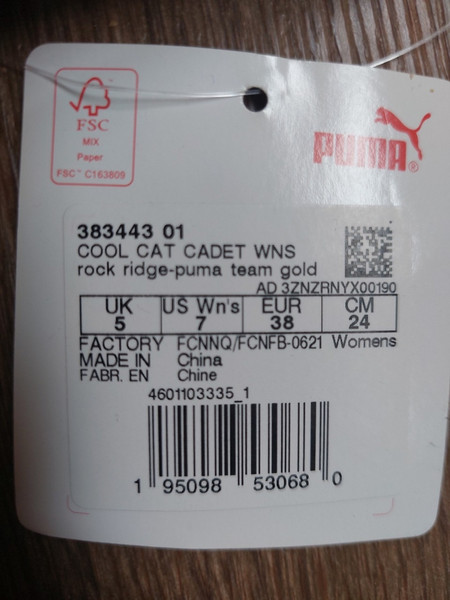 FSC
MIX
Paper
FSC™ C163809
PUMA®
383443 01
COOL CAT CADET WNS
rock ridge-puma team gold
AD 3ZNZRNYX00190
UK US Wn's EUR CM
5 7 38 24
FACTORY FCNNQ/FCNFB-0621 Womens
MADE IN China
FABR. EN Chine
4601103335_1
1 95098 53068 0